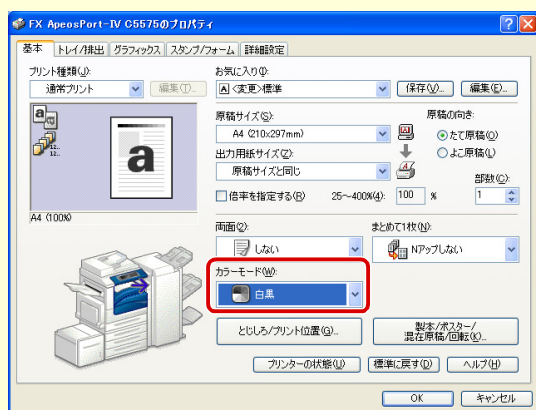 FX ApeosPort-IV C5575のプロパティ
基本 トレイ/排出 グラフィックス スタンプ/フォーム 詳細設定
プリント種類(J):
通常プリント 編集(T)...
お気に入り(I):
A <変更>標準 保存(V)... 編集(E)...
原稿サイズ(S):
A4 (210x297mm)
原稿の向き:
たて原稿(O)
よこ原稿(L)
出力用紙サイズ(Z):
原稿サイズと同じ
倍率を指定する(R) 25~400%(4): 100 %
部数(C):
1
a
A4 (100%)
両面(2):
しない
まとめて1枚(N):
Nアップしない
カラーモード(W):
白黒
とじしろ/プリント位置(G)...
製本/ポスター/
混在原稿/回転(K)...
プリンターの状態(U) 標準に戻す(D) ヘルプ(H)
OK キャンセル